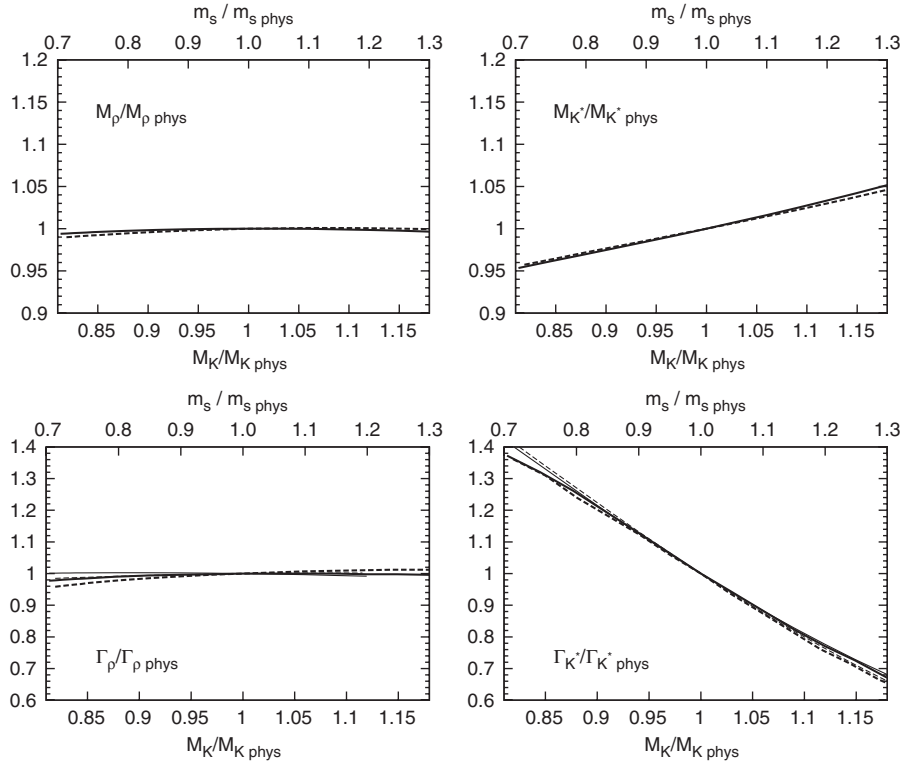 m_s / m_s phys
0.7 0.8 0.9 1.0 1.1 1.2 1.3
1.2
1.15
1.1
1.05
1
0.95
0.9
M_ρ/M_ρ phys
0.85 0.9 0.95 1 1.05 1.1 1.15
M_K/M_K phys
m_s / m_s phys
0.7 0.8 0.9 1.0 1.1 1.2 1.3
1.2
1.15
1.1
1.05
1
0.95
0.9
M_K*/M_K* phys
0.85 0.9 0.95 1 1.05 1.1 1.15
M_K/M_K phys
m_s / m_s phys
0.7 0.8 0.9 1.0 1.1 1.2 1.3
1.4
1.3
1.2
1.1
1
0.9
0.8
0.7
0.6
Γ_ρ/Γ_ρ phys
0.85 0.9 0.95 1 1.05 1.1 1.15
M_K/M_K phys
m_s / m_s phys
0.7 0.8 0.9 1.0 1.1 1.2 1.3
1.4
1.3
1.2
1.1
1
0.9
0.8
0.7
0.6
Γ_K*/Γ_K* phys
0.85 0.9 0.95 1 1.05 1.1 1.15
M_K/M_K phys